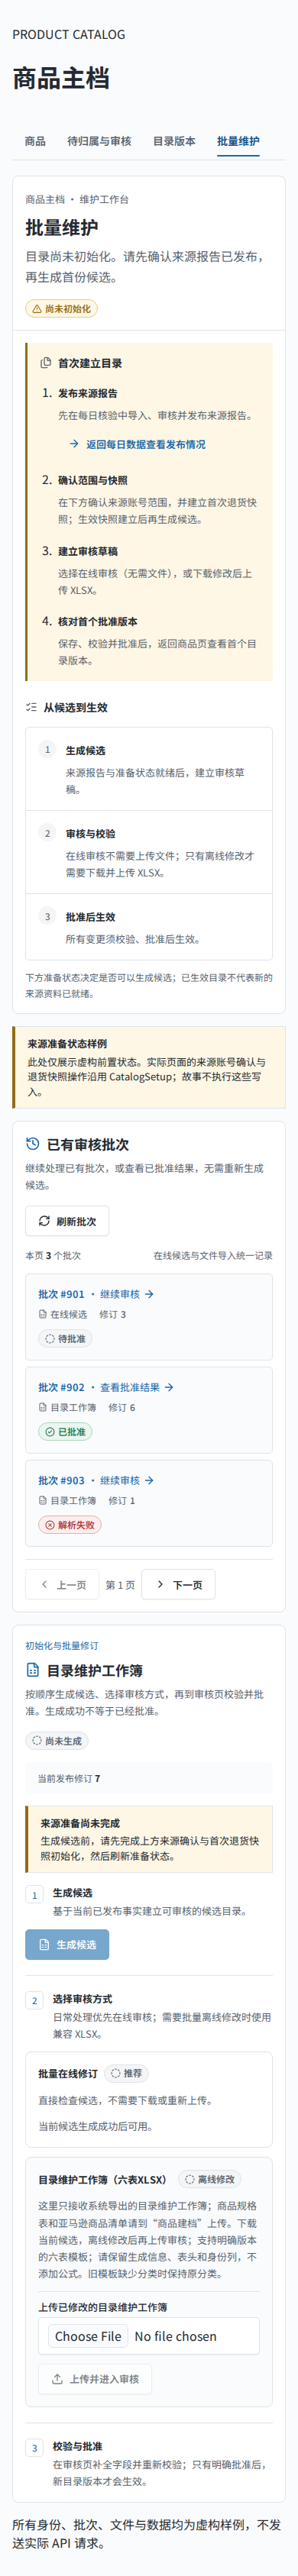 PRODUCT CATALOG
商品主档
商品 待归属与审核 目录版本 批量维护
商品主档 • 维护工作台
批量维护
目录尚未初始化。请先确认来源报告已发布，
再生成首份候选。
尚未初始化
首次建立目录
1. 发布来源报告
先在每日核验中导入、审核并发布来源报告。
→ 返回每日数据查看发布情况
2. 确认范围与快照
在下方确认来源账号范围，并建立首次退货快
照；生效快照建立后再生成候选。
3. 建立审核草稿
选择在线审核（无需文件），或下载修改后上
传 XLSX。
4. 核对首个批准版本
保存、校验并批准后，返回商品页查看首个目
录版本。
从候选到生效
1 生成候选
来源报告与准备状态就绪后，建立审核草
稿。
2 审核与校验
在线审核不需要上传文件；只有离线修改才
需要下载并上传 XLSX。
3 批准后生效
所有变更须校验、批准后生效。
下方准备状态决定是否可以生成候选；已生效目录不代表新的
来源资料已就绪。
来源准备状态样例
此处仅展示虚构前置状态。实际页面的来源账号确认与
退货快照操作沿用 CatalogSetup；故事不执行这些写
入。
已有审核批次
继续处理已有批次，或查看已批准结果，无需重新生成
候选。
刷新批次
本页 3 个批次 在线候选与文件导入统一记录
批次 #901 • 继续审核 →
在线候选 修订 3
待批准
批次 #902 • 查看批准结果 →
目录工作簿 修订 6
已批准
批次 #903 • 继续审核 →
目录工作簿 修订 1
解析失败
上一页 第 1 页 下一页
初始化与批量修订
目录维护工作簿
按顺序生成候选、选择审核方式，再到审核页校验并批
准。生成成功不等于已经批准。
尚未生成
当前发布修订 7
来源准备尚未完成
生成候选前，请先完成上方来源确认与首次退货快
照初始化，然后刷新准备状态。
1 生成候选
基于当前已发布事实建立可审核的候选目录。
生成候选
2 选择审核方式
日常处理优先在线审核；需要批量离线修改时使用
兼容 XLSX。
批量在线修订 推荐
直接检查候选，不需要下载或重新上传。
当前候选生成成功后可用。
目录维护工作簿（六表XLSX） 离线修改
这里只接收系统导出的目录维护工作簿；商品规格
表和亚马逊商品清单请到“商品建档”上传。下载
当前候选，离线修改后再上传审核；支持明确版本
的六表模板；请保留生成信息、表头和身份列，不
添加公式。旧模板缺少分类时保持原分类。
上传已修改的目录维护工作簿
Choose File No file chosen
上传并进入审核
3 校验与批准
在审核页补全字段并重新校验；只有明确批准后，
新目录版本才会生效。
所有身份、批次、文件与数据均为虚构样例，不发
送实际 API 请求。